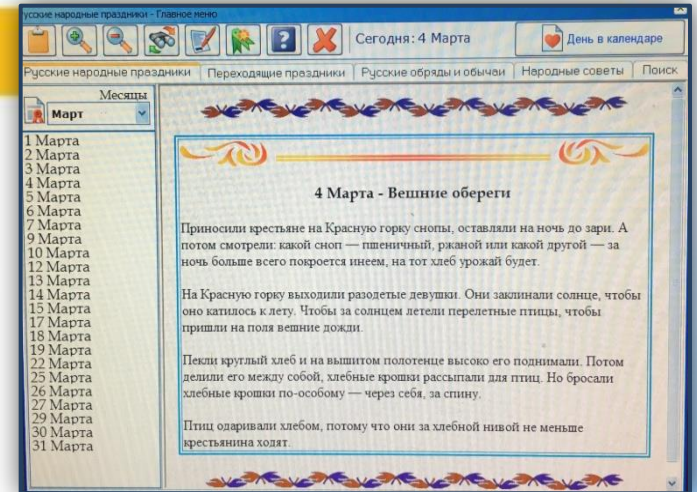 усские народные праздники - Главное меню
Сегодня: 4 Марта
День в календаре
Русские народные праздники
Переходящие праздники
Русские обряды и обычаи
Народные советы
Поиск
Месяцы
Март
1 Марта
2 Марта
3 Марта
4 Марта
5 Марта
6 Марта
7 Марта
9 Марта
10 Марта
12 Марта
13 Марта
14 Марта
15 Марта
17 Марта
18 Марта
19 Марта
22 Марта
25 Марта
26 Марта
27 Марта
29 Марта
30 Марта
31 Марта
4 Марта - Вешние обереги
Приносили крестьяне на Красную горку снопы, оставляли на ночь до зари. А
потом смотрели: какой сноп — пшеничный, ржаной или какой другой — за
ночь больше всего покроется инеем, на тот хлеб урожай будет.
На Красную горку выходили разодетые девушки. Они заклинали солнце, чтобы
оно катилось к лету. Чтобы за солнцем летели перелетные птицы, чтобы
пришли на поля вешние дожди.
Пекли круглый хлеб и на вышитом полотенце высоко его поднимали. Потом
делили его между собой, хлебные крошки рассыпали для птиц. Но бросали
хлебные крошки по-особому — через себя, за спину.
Птиц одаривали хлебом, потому что они за хлебной нивой не меньше
крестьянина ходят.